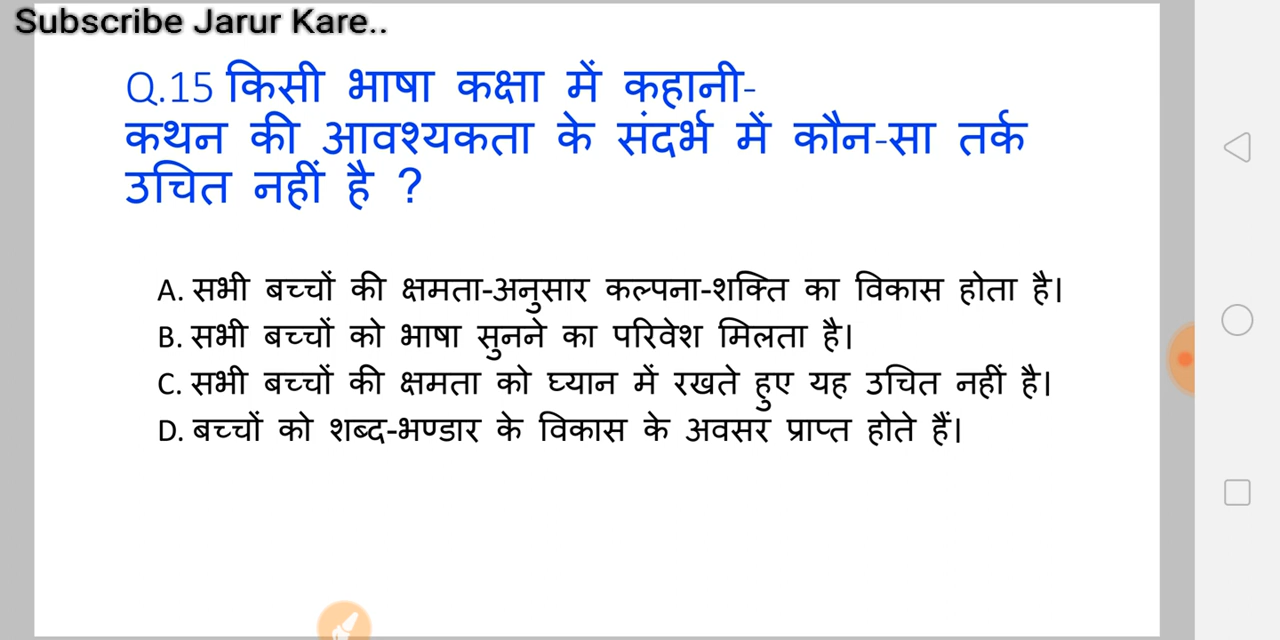 Subscribe Jarur Kare..
Q.15 किसी भाषा कक्षा में कहानी-
कथन की आवश्यकता के संदर्भ में कौन-सा तर्क
उचित नहीं है ?
A. सभी बच्चों की क्षमता-अनुसार कल्पना-शक्ति का विकास होता है।
B. सभी बच्चों को भाषा सुनने का परिवेश मिलता है।
C. सभी बच्चों की क्षमता को घ्यान में रखते हुए यह उचित नहीं है।
D. बच्चों को शब्द-भण्डार के विकास के अवसर प्राप्त होते हैं।